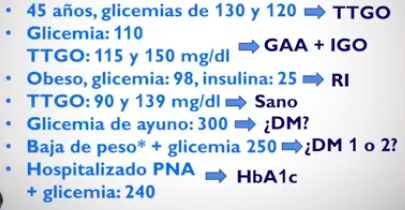 • 45 años, glicemias de 130 y 120 ⇒ TTGO
• Glicemia: 110
TTGO: 115 y 150 mg/dl ⇒ GAA + IGO
• Obeso, glicemia: 98, insulina: 25 ⇒ RI
• TTGO: 90 y 139 mg/dl ⇒ Sano
• Glicemia de ayuno: 300 ⇒ ¿DM?
• Baja de peso* + glicemia 250 ⇒ ¿DM 1 o 2?
• Hospitalizado PNA ⇒ HbA1c
+ glicemia: 240